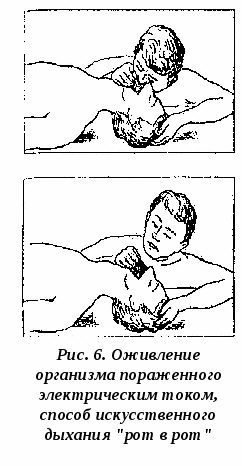 Рис. 6. Оживление
организма пораженного
электрическим током,
способ искусственного
дыхания "рот в рот"